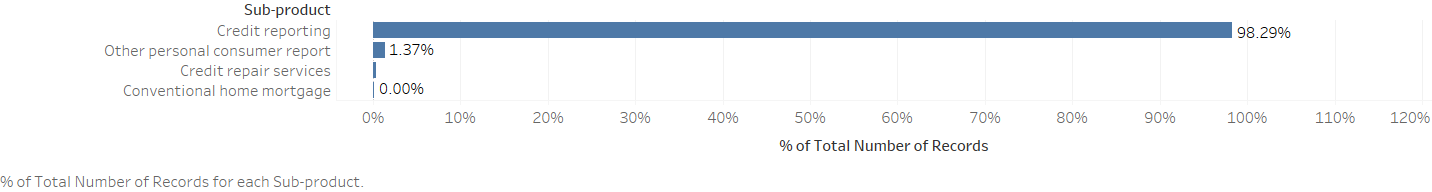 Sub-product
Credit reporting 98.29%
Other personal consumer report 1.37%
Credit repair services
Conventional home mortgage 0.00%
0% 10% 20% 30% 40% 50% 60% 70% 80% 90% 100% 110% 120%
% of Total Number of Records
% of Total Number of Records for each Sub-product.